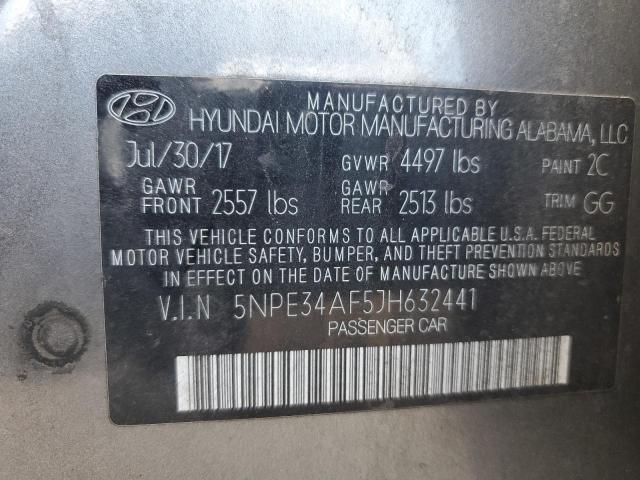 MANUFACTURED BY
HYUNDAI MOTOR MANUFACTURING ALABAMA, LLC
Jul/30/17 GVWR 4497 lbs PAINT 2C
GAWR FRONT 2557 lbs GAWR REAR 2513 lbs TRIM GG
THIS VEHICLE CONFORMS TO ALL APPLICABLE U.S.A. FEDERAL
MOTOR VEHICLE SAFETY, BUMPER, AND THEFT PREVENTION STANDARDS
IN EFFECT ON THE DATE OF MANUFACTURE SHOWN ABOVE
V.I.N 5NPE34AF5JH632441
PASSENGER CAR